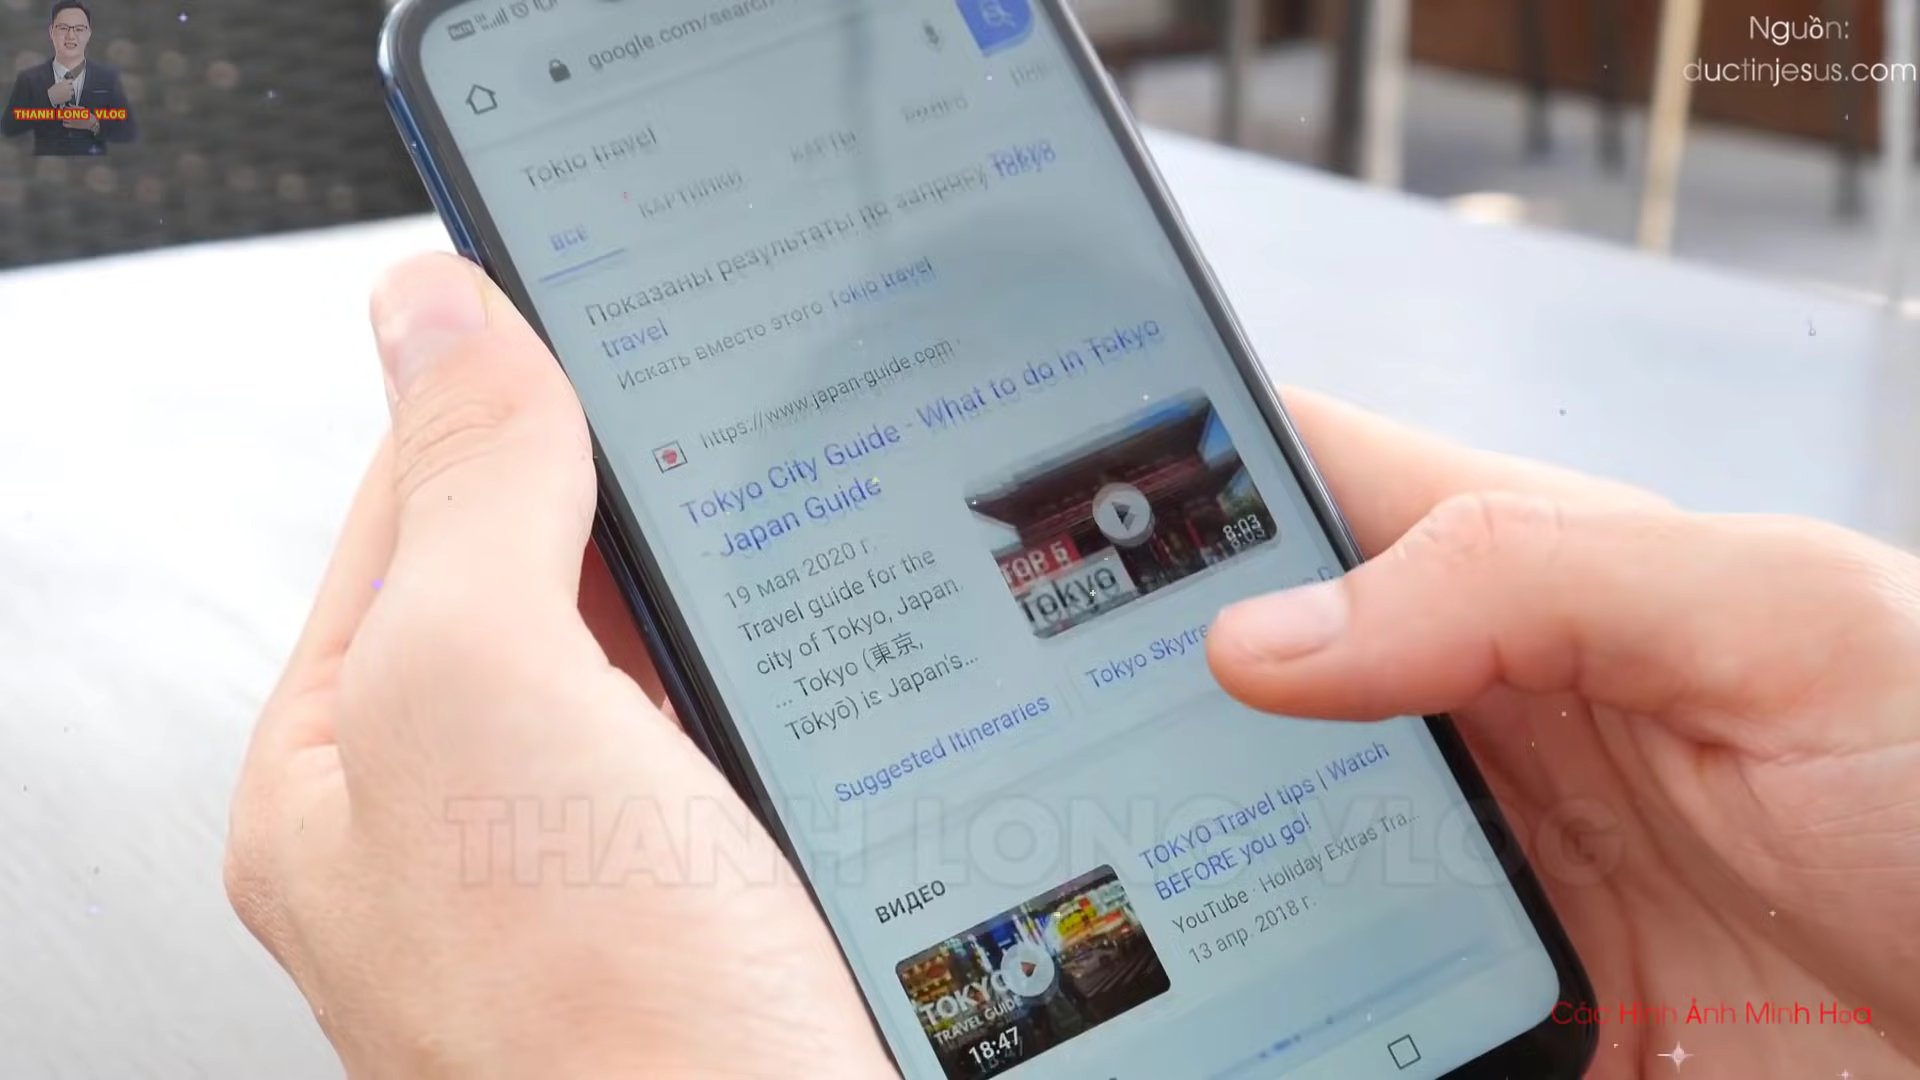 THANH LONG VLOG
Nguồn:
ductinjesus.com
google.com/search
Tokio travel
ВСЕ
КАРТИНКИ
КАРТЫ
ВИДЕО
Показаны результаты по запросу Tokyo
travel
Искать вместо этого Tokio travel
https://www.japan-guide.com
Tokyo City Guide - What to do in Tokyo
- Japan Guide
19 мая 2020 г.
Travel guide for the
city of Tokyo, Japan.
... Tokyo (東京,
Tōkyō) is Japan's...
TOP 5
Tokyo
8:03
Suggested Itineraries
Tokyo Skytre
THANH LONG VLOG
ВИДЕО
TOKYO
TRAVEL GUIDE
18:47
TOKYO Travel tips | Watch
BEFORE you go!
YouTube · Holiday Extras Tra...
13 апр. 2018 г.
Các Hình Ảnh Minh Họa